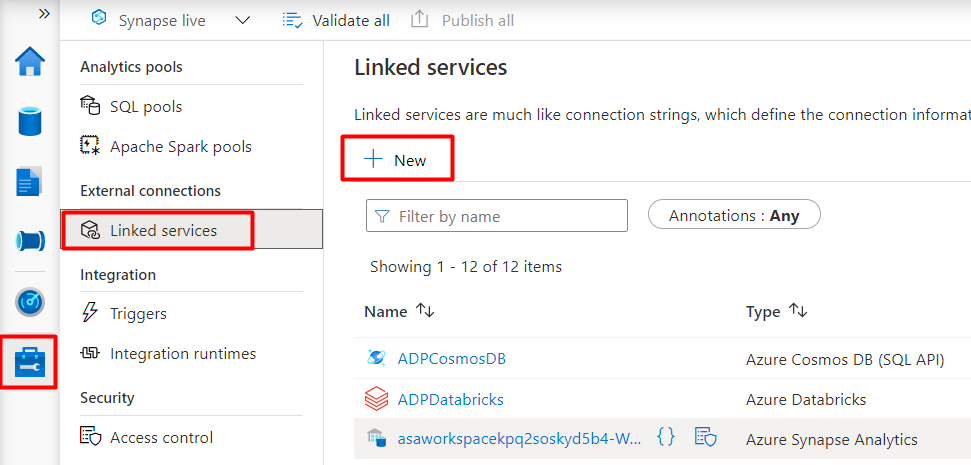 Synapse live
Validate all
Publish all
Analytics pools
SQL pools
Apache Spark pools
External connections
Linked services
Integration
Triggers
Integration runtimes
Security
Access control
Linked services
Linked services are much like connection strings, which define the connection informat
New
Filter by name
Annotations : Any
Showing 1 - 12 of 12 items
Name Type
ADPCosmosDB Azure Cosmos DB (SQL API)
ADPDatabricks Azure Databricks
asaworkspacekpq2soskyd5b4-W... {} Azure Synapse Analytics